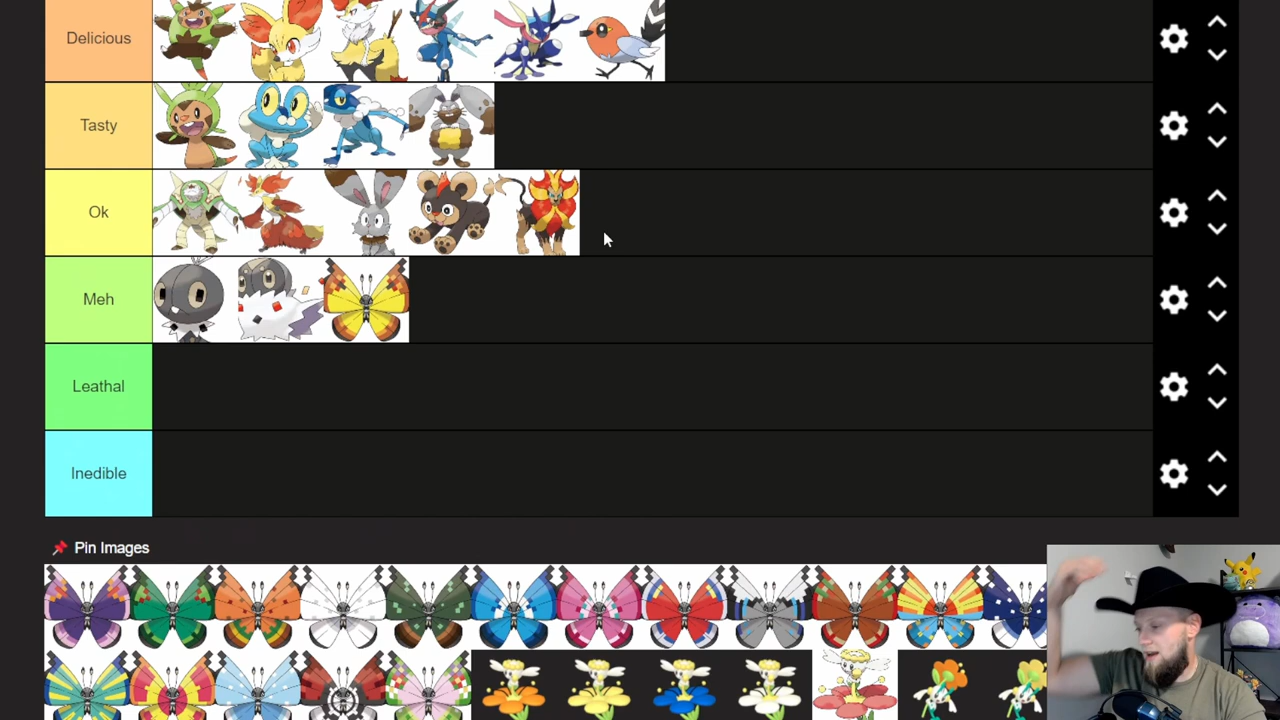 Delicious
Tasty
Ok
Meh
Leathal
Inedible
Pin Images